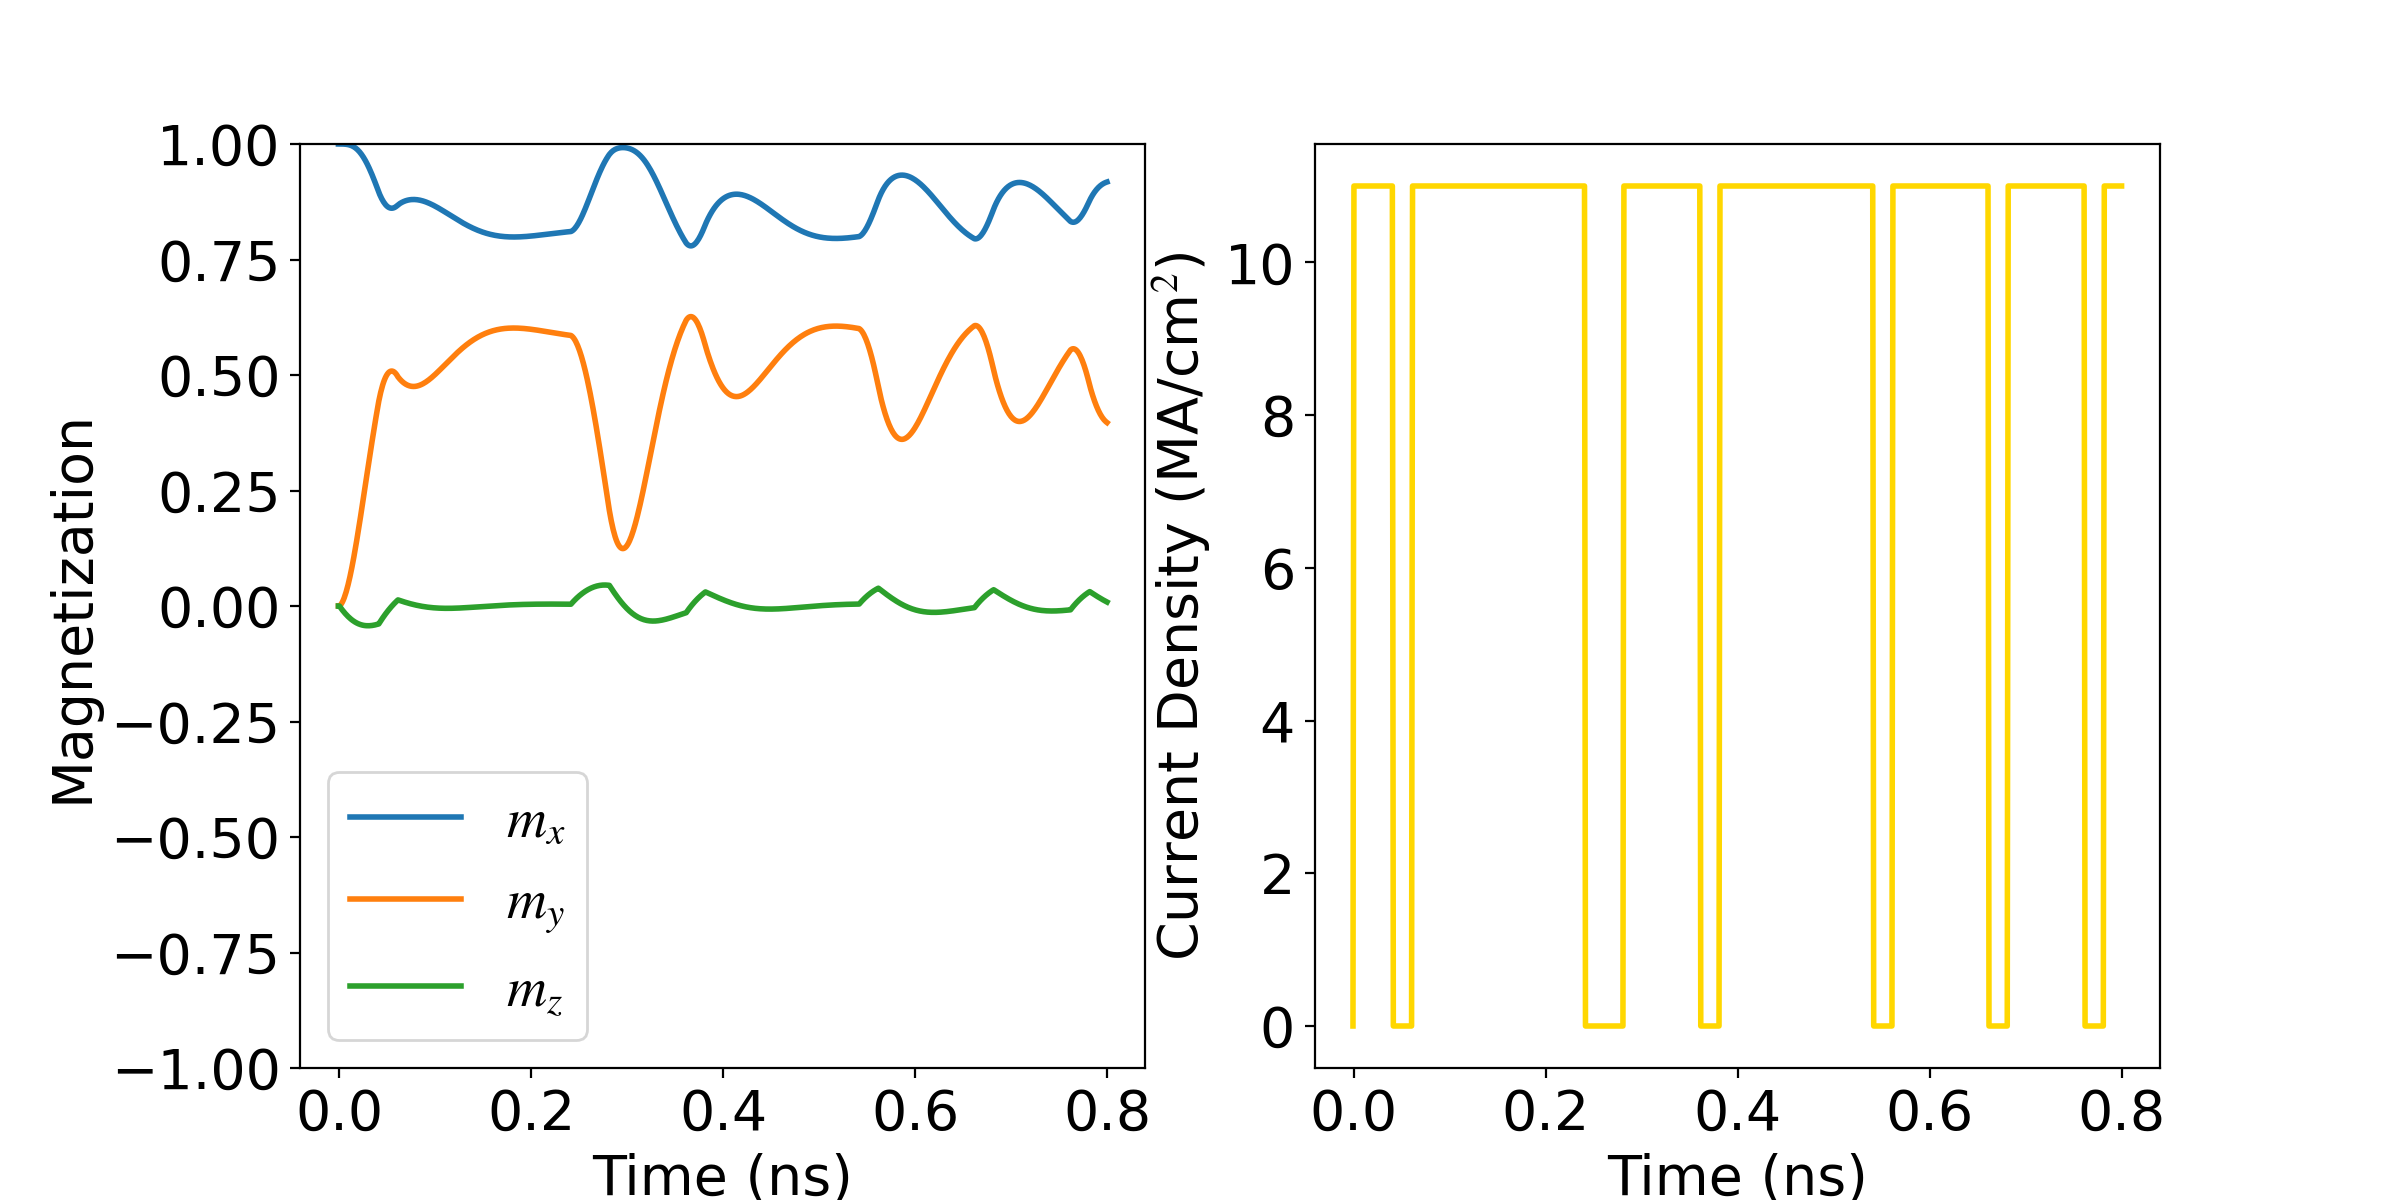 Magnetization
1.00
0.75
0.50
0.25
0.00
−0.25
−0.50
−0.75
−1.00
0.0 0.2 0.4 0.6 0.8
Time (ns)
m_x
m_y
m_z
Current Density (MA/cm²)
10
8
6
4
2
0
0.0 0.2 0.4 0.6 0.8
Time (ns)